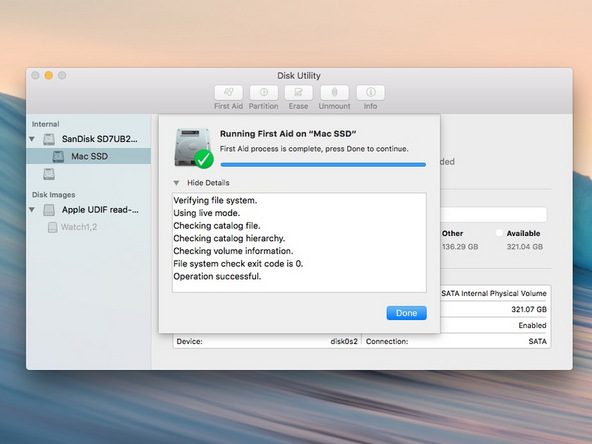 Disk Utility
First Aid
Partition
Erase
Unmount
Info
Internal
SanDisk SD7UB2...
Mac SSD
Disk Images
Apple UDIF read-...
Watch1,2
Running First Aid on “Mac SSD”
First Aid process is complete, press Done to continue.
Hide Details
Verifying file system.
Using live mode.
Checking catalog file.
Checking catalog hierarchy.
Checking volume information.
File system check exit code is 0.
Operation successful.
Done
Other
136.29 GB
Available
321.04 GB
SATA Internal Physical Volume
321.07 GB
Enabled
Device: disk0s2
Connection: SATA